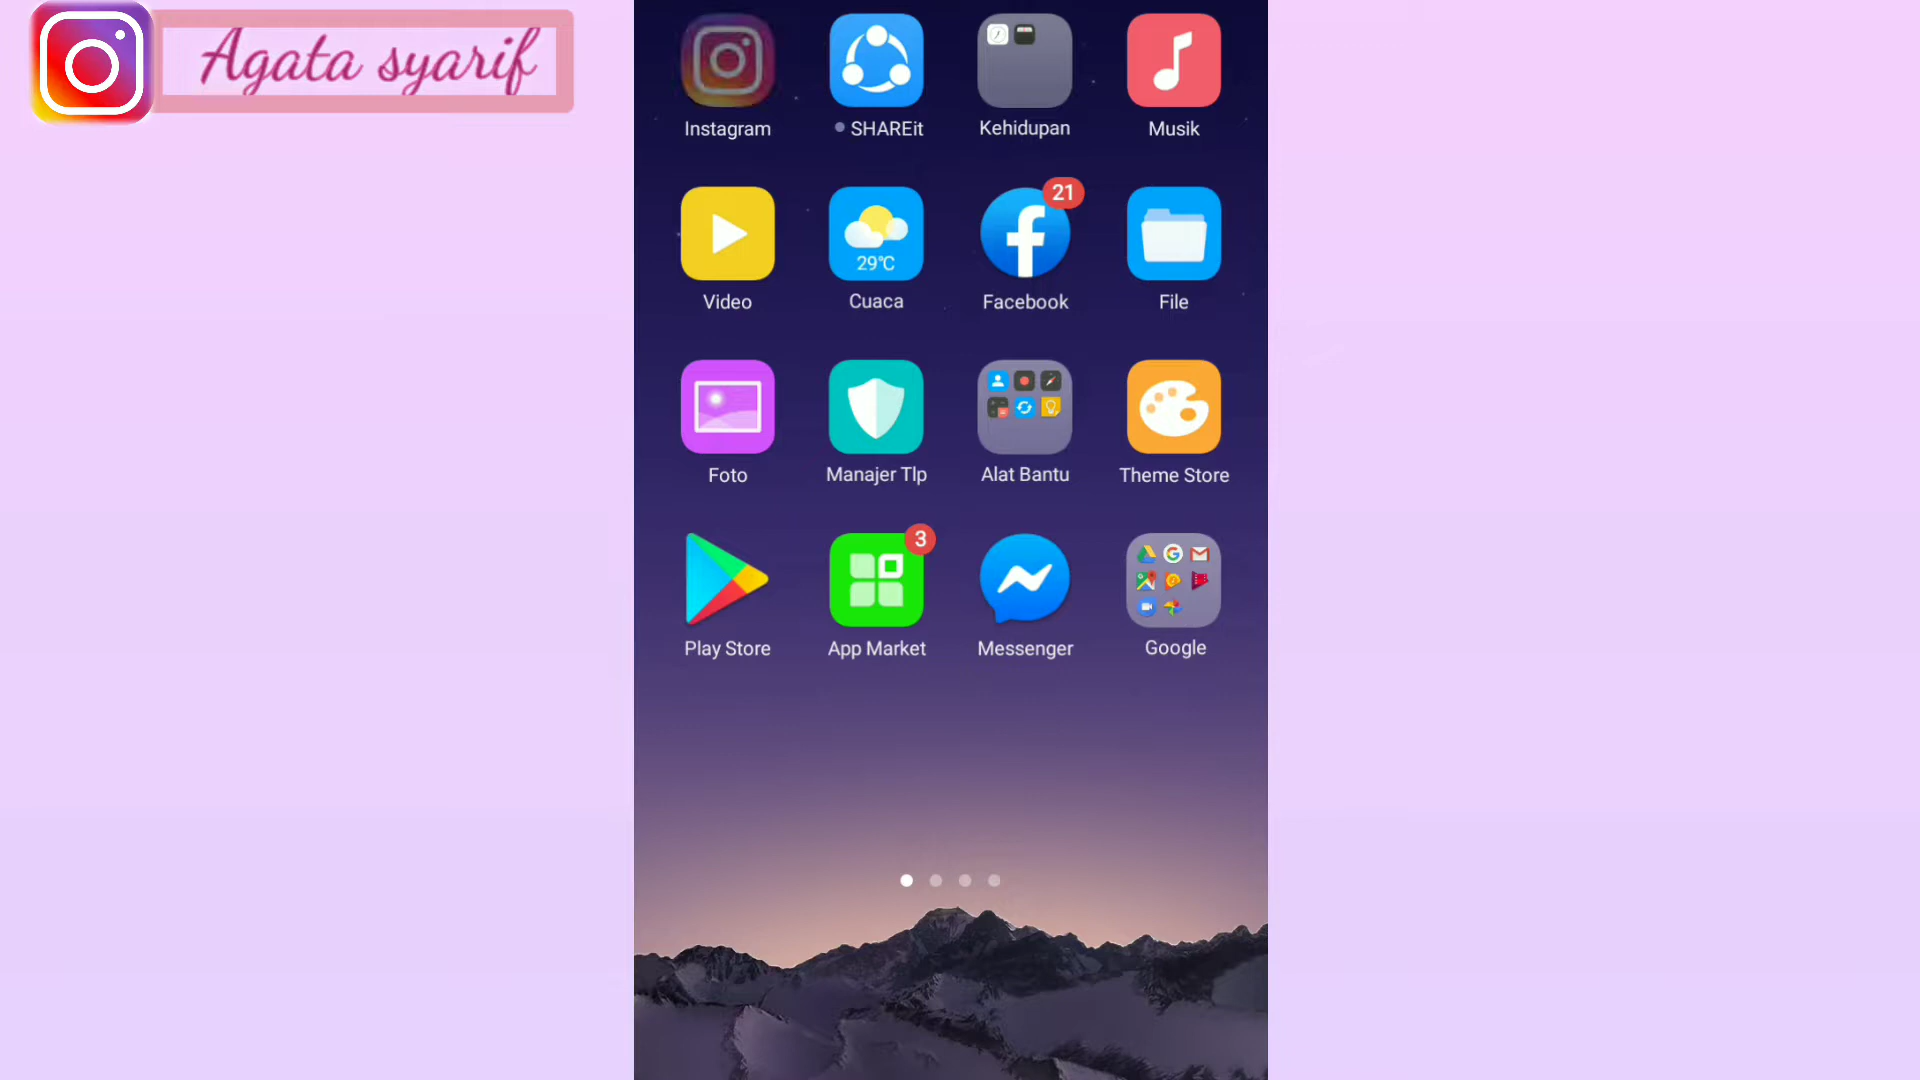 Agata syarif
Instagram
SHAREit
Kehidupan
Musik
21
29°C
Video
Cuaca
Facebook
File
Foto
Manajer Tlp
Alat Bantu
Theme Store
3
Play Store
App Market
Messenger
Google